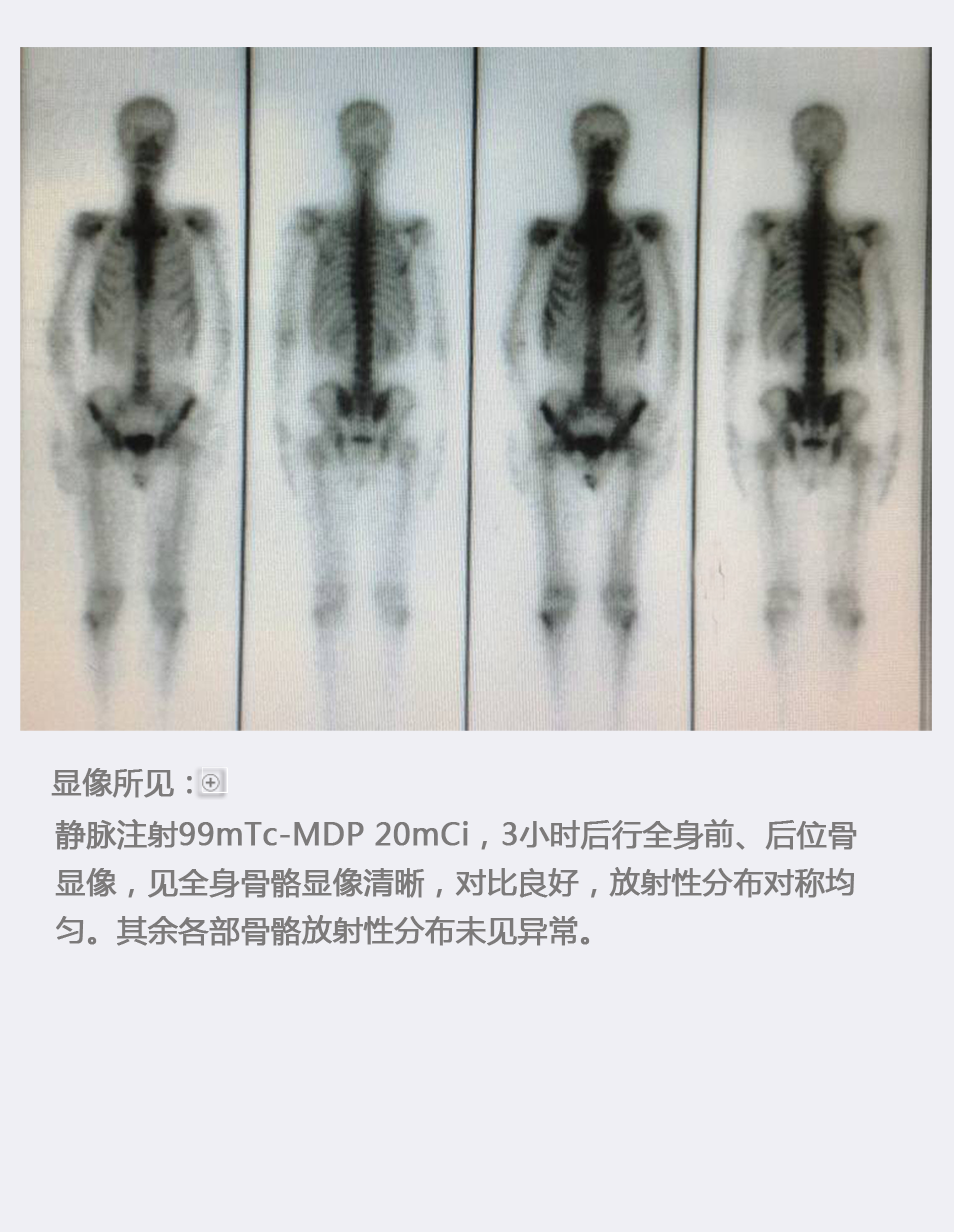 显像所见：
静脉注射99mTc-MDP 20mCi，3小时后行全身前、后位骨
显像，见全身骨骼显像清晰，对比良好，放射性分布对称均
匀。其余各部骨骼放射性分布未见异常。